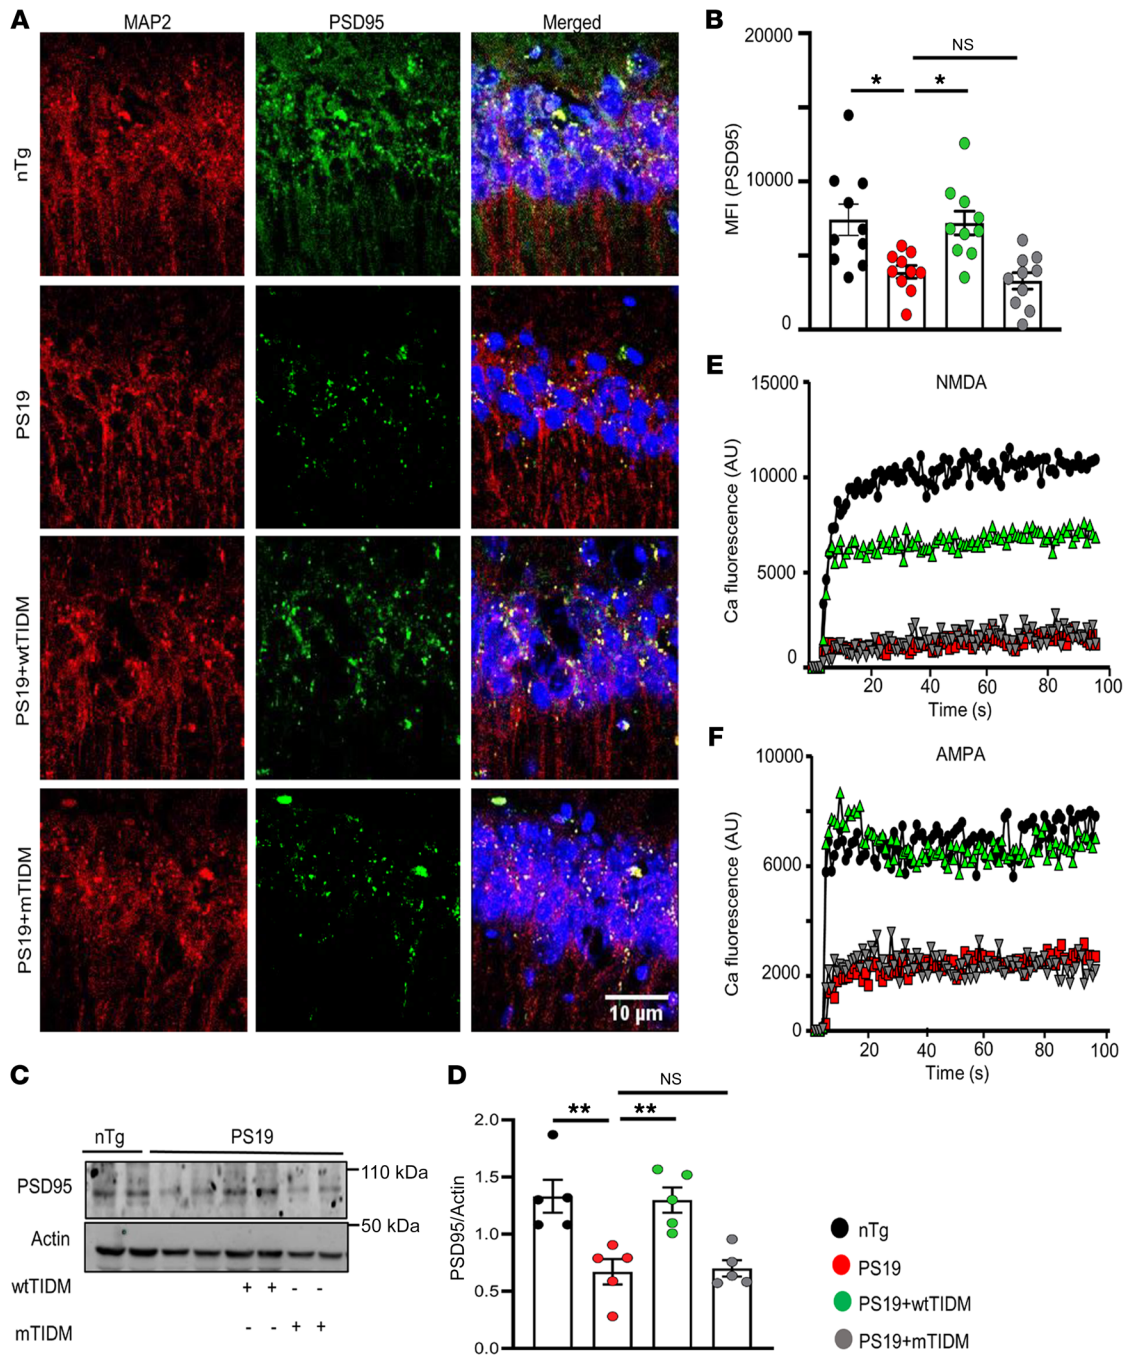 A
MAP2
PSD95
Merged
nTg
PS19
PS19+wtTIDM
PS19+mTIDM
10 µm
B
NS
*
*
20000
10000
0
MFI (PSD95)
E
NMDA
15000
10000
5000
0
Ca fluorescence (AU)
20
40
60
80
100
Time (s)
F
AMPA
10000
6000
2000
0
Ca fluorescence (AU)
20
40
60
80
100
Time (s)
C
nTg
PS19
PSD95
110 kDa
Actin
50 kDa
wtTIDM
+ + - -
mTIDM
- - + +
D
NS
**
**
2.0
1.5
1.0
0.5
0.0
PSD95/Actin
nTg
PS19
PS19+wtTIDM
PS19+mTIDM